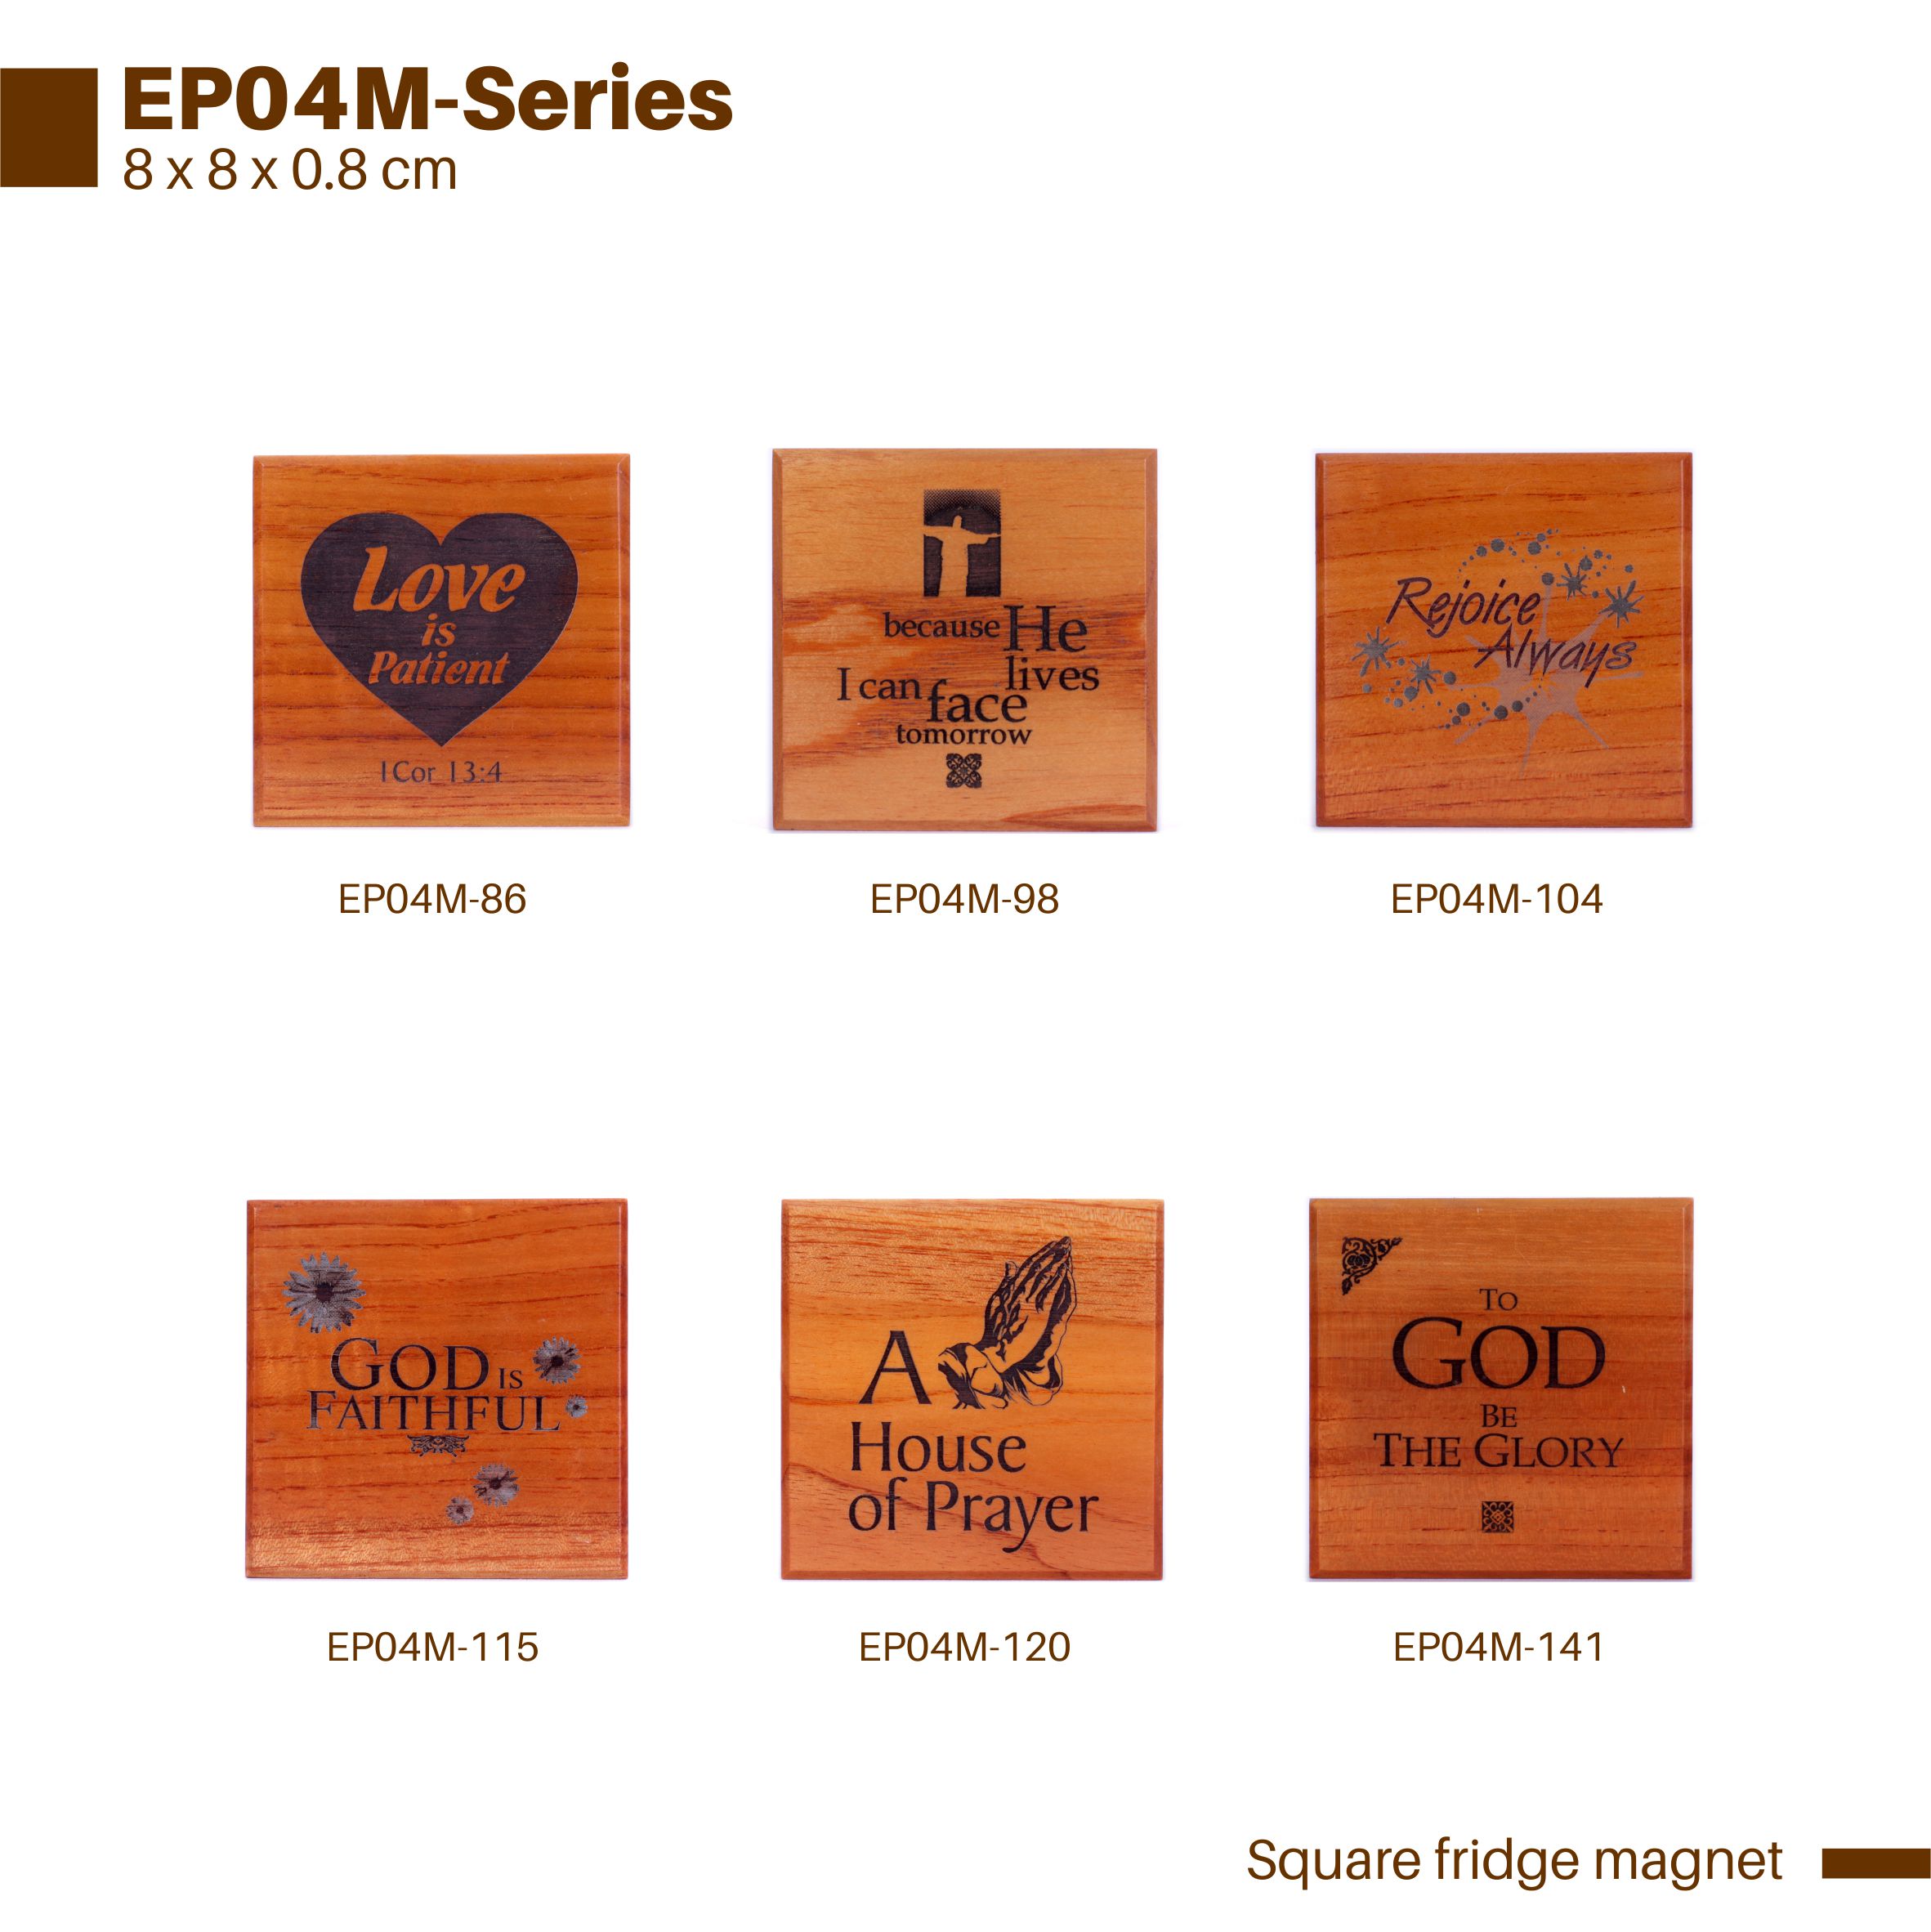 EP04M-Series
8 x 8 x 0.8 cm
Love
is
Patient
1Cor 13:4
EP04M-86
because He
lives
I can face
tomorrow
EP04M-98
Rejoice
Always
EP04M-104
GOD IS
FAITHFUL
EP04M-115
A
House
of Prayer
EP04M-120
TO
GOD
BE
THE GLORY
EP04M-141
Square fridge magnet